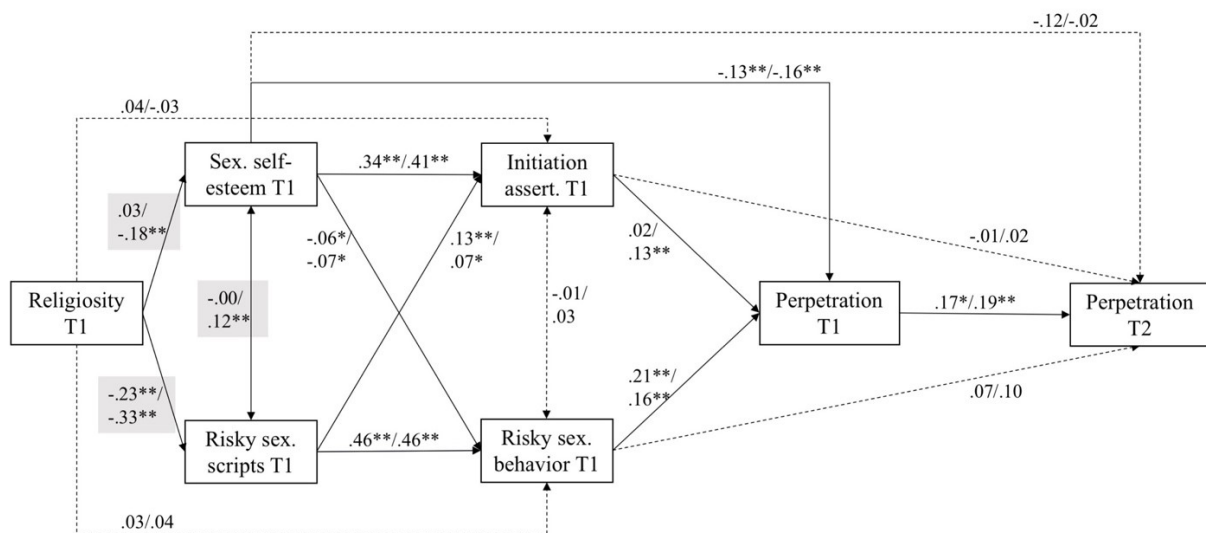 -.12/-.02
-.13**/-.16**
.04/-.03
Sex. self-
esteem T1
.34**/.41**
Initiation
assert. T1
.03/
-.18**
-.06*/
-.07*
.13**/
.07*
.02/
.13**
-.01/.02
Religiosity
T1
-.00/
.12**
-.01/
.03
Perpetration
T1
.17*/.19**
Perpetration
T2
-.23**/
-.33**
.21**/
.16**
.07/.10
Risky sex.
scripts T1
.46**/.46**
Risky sex.
behavior T1
.03/.04